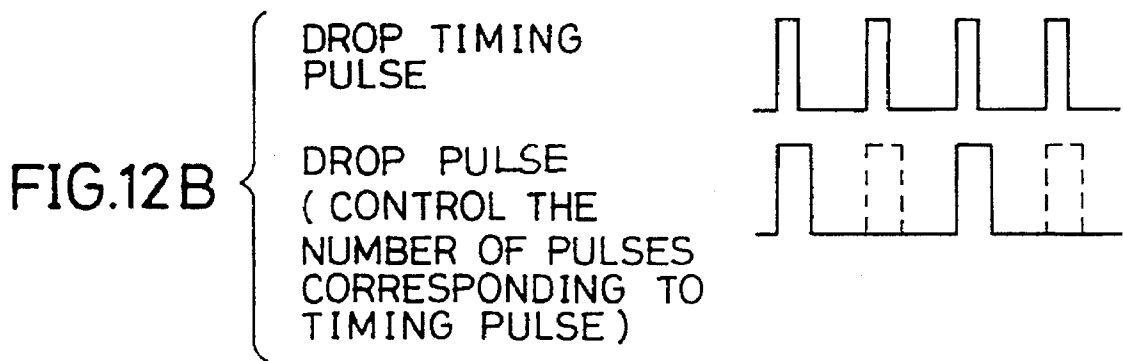 FIG.12B
DROP TIMING
PULSE
DROP PULSE
( CONTROL THE
NUMBER OF PULSES
CORRESPONDING TO
TIMING PULSE )